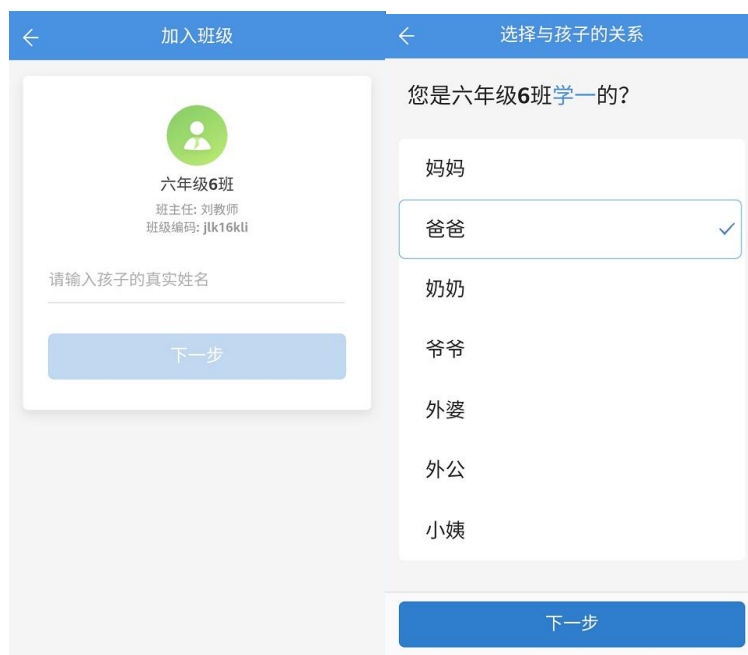 加入班级
六年级6班
班主任: 刘教师
班级编码: jlk16kli
请输入孩子的真实姓名
下一步
选择与孩子的关系
您是六年级6班学一的?
妈妈
爸爸
奶奶
爷爷
外婆
外公
小姨
下一步